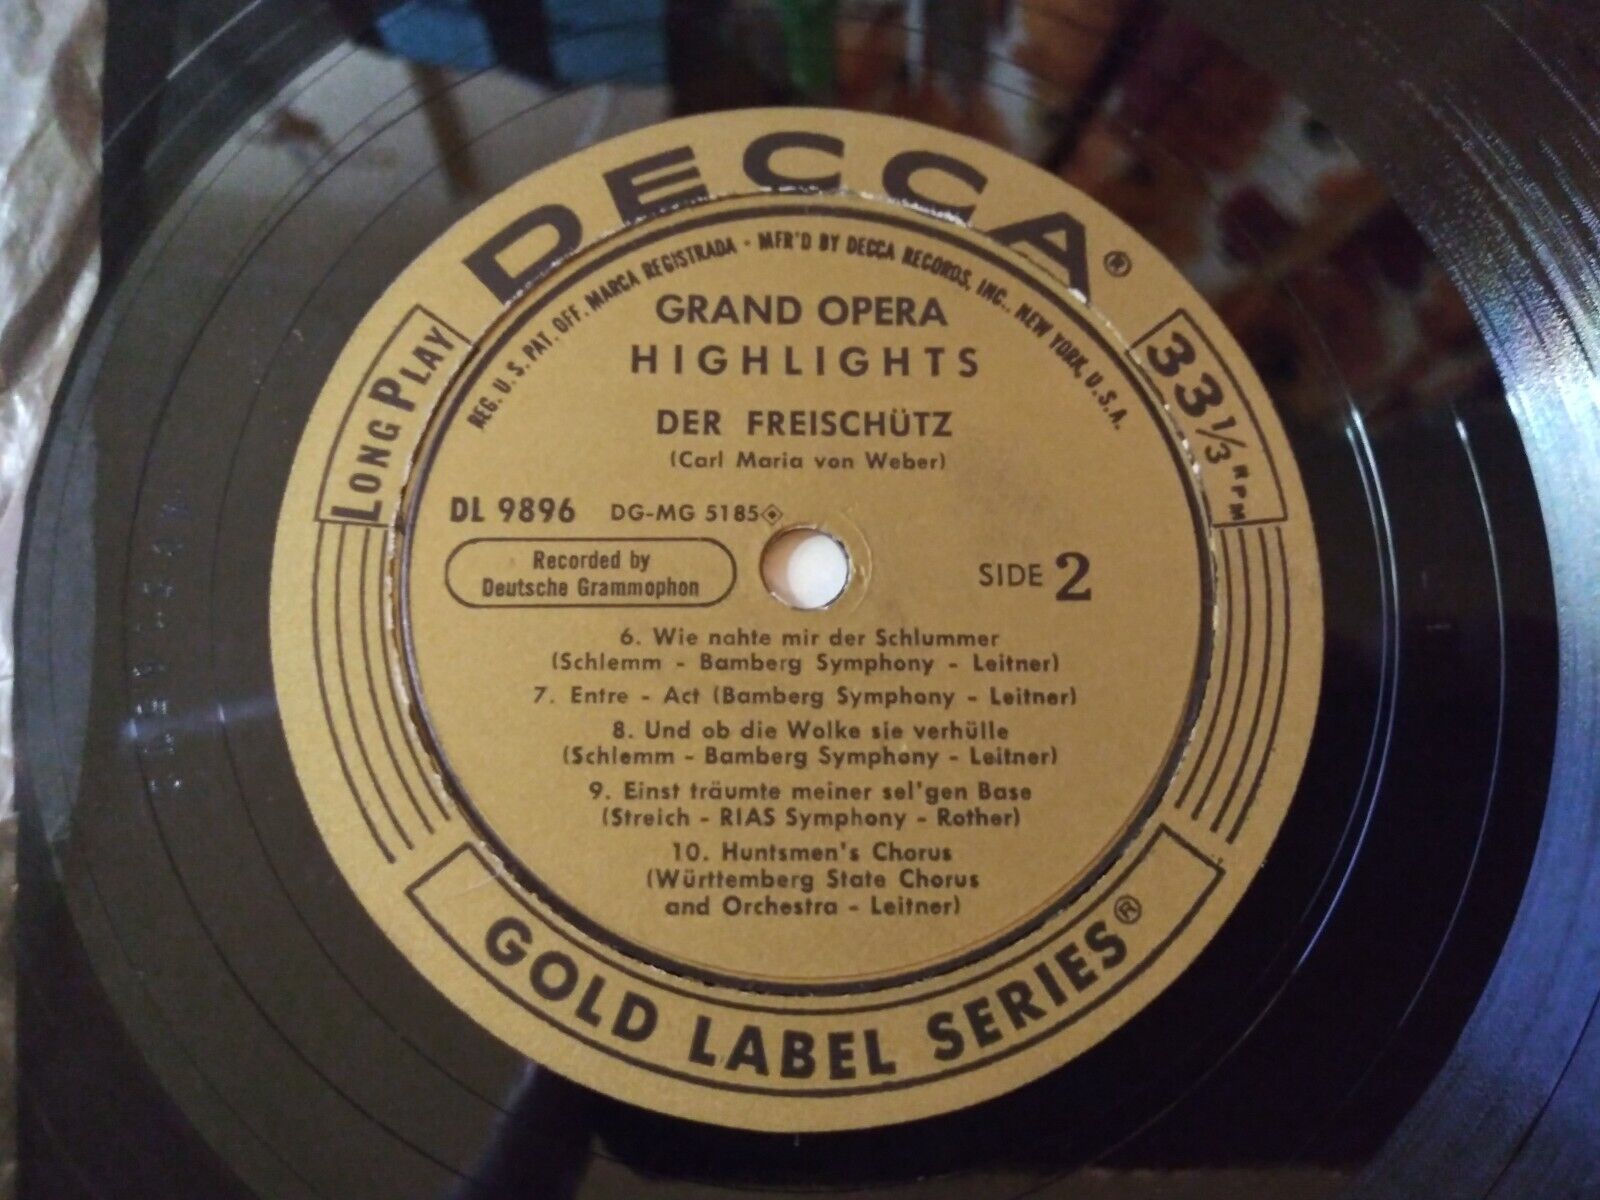 DECCA®
REG. U.S. PAT. OFF. MARCA REGISTRADA • MFR'D BY DECCA RECORDS, INC., NEW YORK, U.S.A.
LONG PLAY
33 1/3 RPM
GRAND OPERA
HIGHLIGHTS
DER FREISCHÜTZ
(Carl Maria von Weber)
DL 9896 DG-MG 5185
Recorded by
Deutsche Grammophon
SIDE 2
6. Wie nahte mir der Schlummer
(Schlemm - Bamberg Symphony - Leitner)
7. Entre - Act (Bamberg Symphony - Leitner)
8. Und ob die Wolke sie verhülle
(Schlemm - Bamberg Symphony - Leitner)
9. Einst träumte meiner sel'gen Base
(Streich - RIAS Symphony - Rother)
10. Huntsmen's Chorus
(Württemberg State Chorus
and Orchestra - Leitner)
GOLD LABEL SERIES®